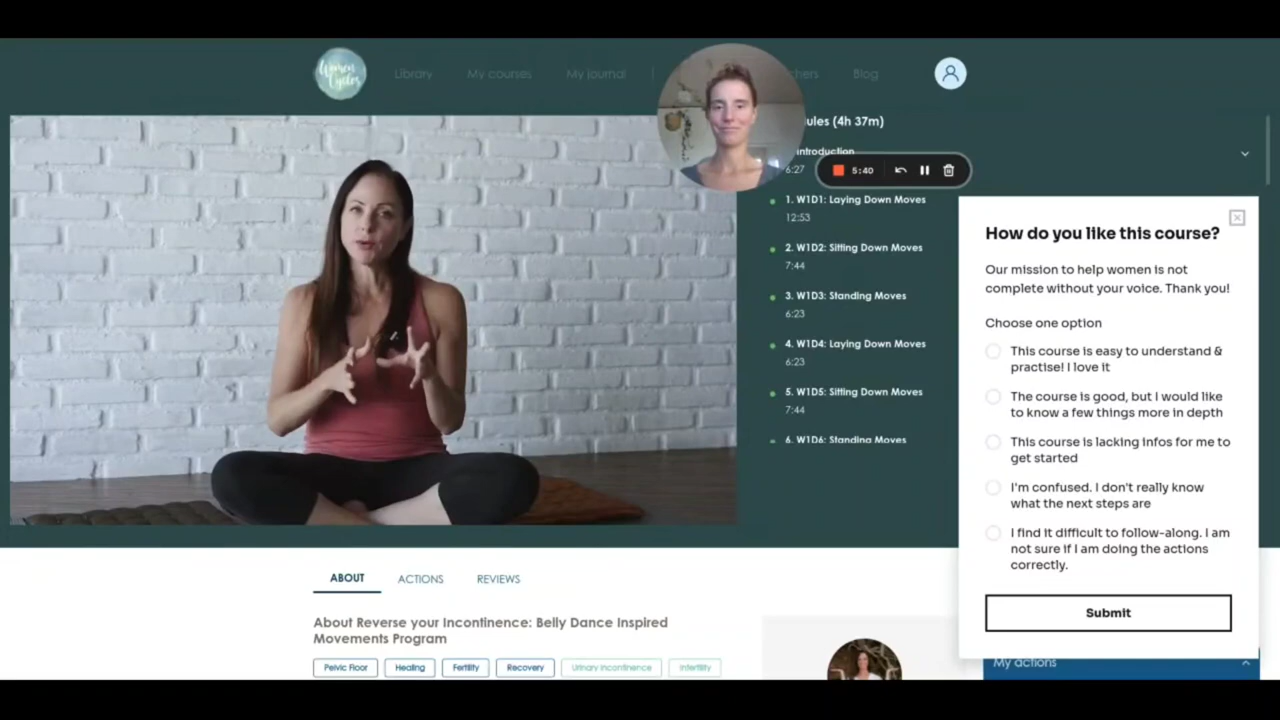 Women
Cycles
Library
My courses
My journal
Blog
ules (4h 37m)
Introduction
6:27
5:40
1. W1D1: Laying Down Moves
12:53
2. W1D2: Sitting Down Moves
7:44
3. W1D3: Standing Moves
6:23
4. W1D4: Laying Down Moves
6:23
5. W1D5: Sitting Down Moves
7:44
6. W1D6: Standing Moves
How do you like this course?
Our mission to help women is not
complete without your voice. Thank you!
Choose one option
This course is easy to understand &
practise! I love it
The course is good, but I would like
to know a few things more in depth
This course is lacking infos for me to
get started
I'm confused. I don't really know
what the next steps are
I find it difficult to follow-along. I am
not sure if I am doing the actions
correctly.
Submit
My actions
ABOUT
ACTIONS
REVIEWS
About Reverse your Incontinence: Belly Dance Inspired
Movements Program
Pelvic Floor
Healing
Fertility
Recovery
Urinary Incontinence
Infertility